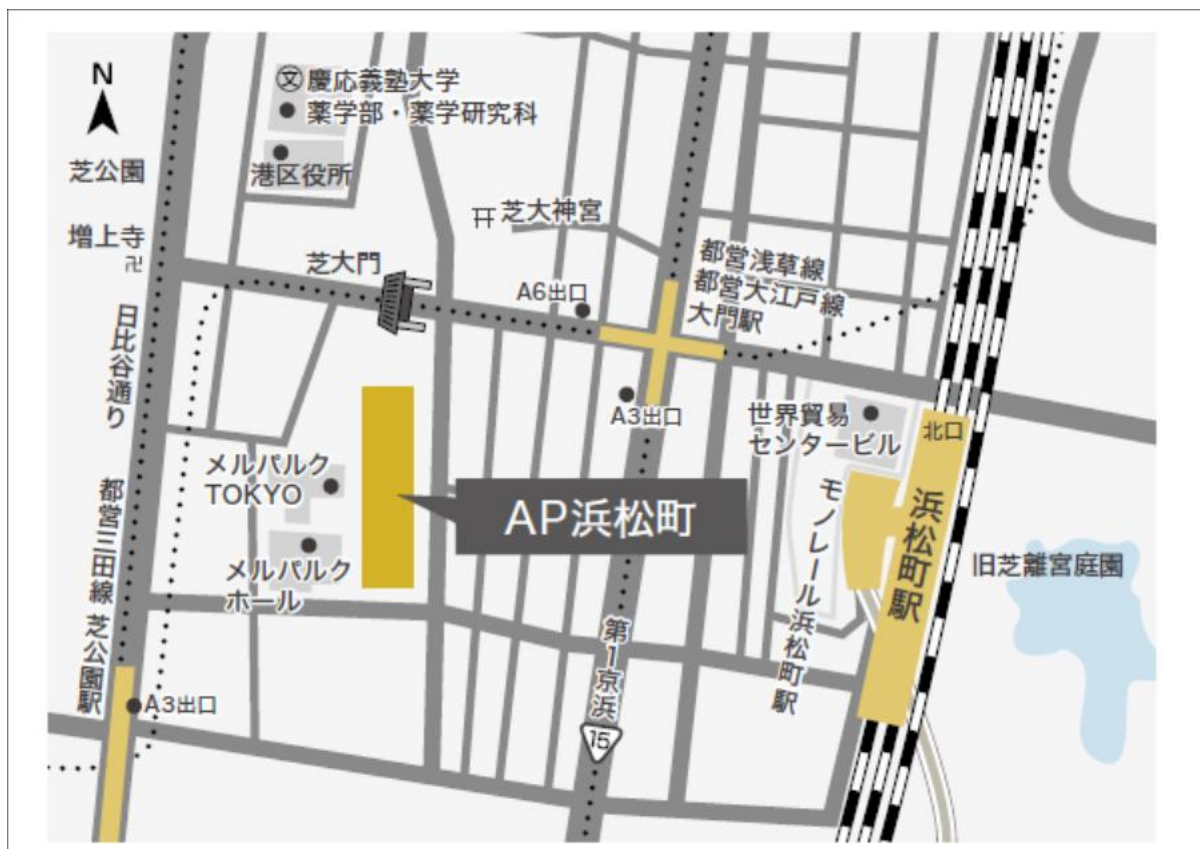 N
文
慶応義塾大学
薬学部・薬学研究科
港区役所
芝公園
増上寺
卍
芝大神宮
芝大門
A6出口
都営浅草線
都営大江戸線
大門駅
日比谷通り
A3出口
世界貿易
センタービル
北口
メルパルク
TOKYO
AP浜松町
モノレール浜松町駅
浜松町駅
旧芝離宮庭園
メルパルク
ホール
都営三田線 芝公園駅
第1京浜
15
A3出口